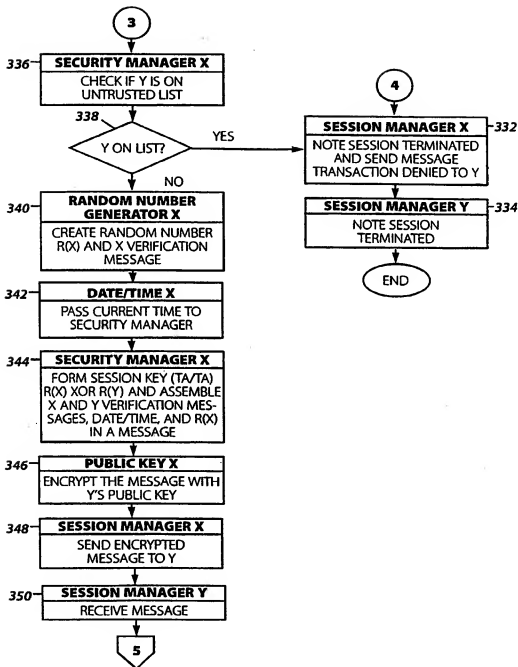 3
336
SECURITY MANAGER X
CHECK IF Y IS ON
UNTRUSTED LIST
338
Y ON LIST?
YES
NO
340
RANDOM NUMBER
GENERATOR X
CREATE RANDOM NUMBER
R(X) AND X VERIFICATION
MESSAGE
342
DATE/TIME X
PASS CURRENT TIME TO
SECURITY MANAGER
344
SECURITY MANAGER X
FORM SESSION KEY (TA/TA)
R(X) XOR R(Y) AND ASSEMBLE
X AND Y VERIFICATION MES-
SAGES, DATE/TIME, AND R(X)
IN A MESSAGE
346
PUBLIC KEY X
ENCRYPT THE MESSAGE WITH
Y'S PUBLIC KEY
348
SESSION MANAGER X
SEND ENCRYPTED
MESSAGE TO Y
350
SESSION MANAGER Y
RECEIVE MESSAGE
5
4
SESSION MANAGER X
332
NOTE SESSION TERMINATED
AND SEND MESSAGE
TRANSACTION DENIED TO Y
SESSION MANAGER Y
334
NOTE SESSION
TERMINATED
END